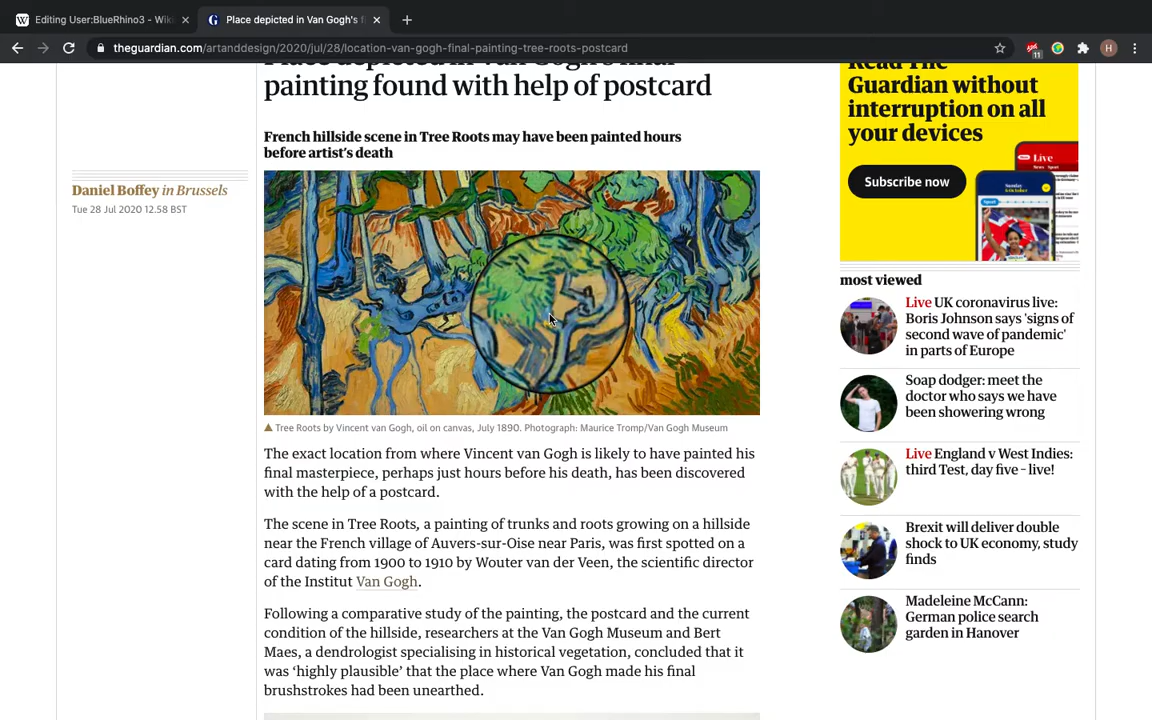 Editing User:BlueRhino3 - Wiki
Place depicted in Van Gogh's f
theguardian.com/artanddesign/2020/jul/28/location-van-gogh-final-painting-tree-roots-postcard
11
H
Place depicted in Van Gogh's final
painting found with help of postcard
French hillside scene in Tree Roots may have been painted hours
before artist's death
Daniel Boffey in Brussels
Tue 28 Jul 2020 12.58 BST
Tree Roots by Vincent van Gogh, oil on canvas, July 1890. Photograph: Maurice Tromp/Van Gogh Museum
The exact location from where Vincent van Gogh is likely to have painted his
final masterpiece, perhaps just hours before his death, has been discovered
with the help of a postcard.
The scene in Tree Roots, a painting of trunks and roots growing on a hillside
near the French village of Auvers-sur-Oise near Paris, was first spotted on a
card dating from 1900 to 1910 by Wouter van der Veen, the scientific director
of the Institut Van Gogh.
Following a comparative study of the painting, the postcard and the current
condition of the hillside, researchers at the Van Gogh Museum and Bert
Maes, a dendrologist specialising in historical vegetation, concluded that it
was ‘highly plausible’ that the place where Van Gogh made his final
brushstrokes had been unearthed.
Read The
Guardian without
interruption on all
your devices
Subscribe now
Live
most viewed
Live UK coronavirus live:
Boris Johnson says 'signs of
second wave of pandemic'
in parts of Europe
Soap dodger: meet the
doctor who says we have
been showering wrong
Live England v West Indies:
third Test, day five – live!
Brexit will deliver double
shock to UK economy, study
finds
Madeleine McCann:
German police search
garden in Hanover